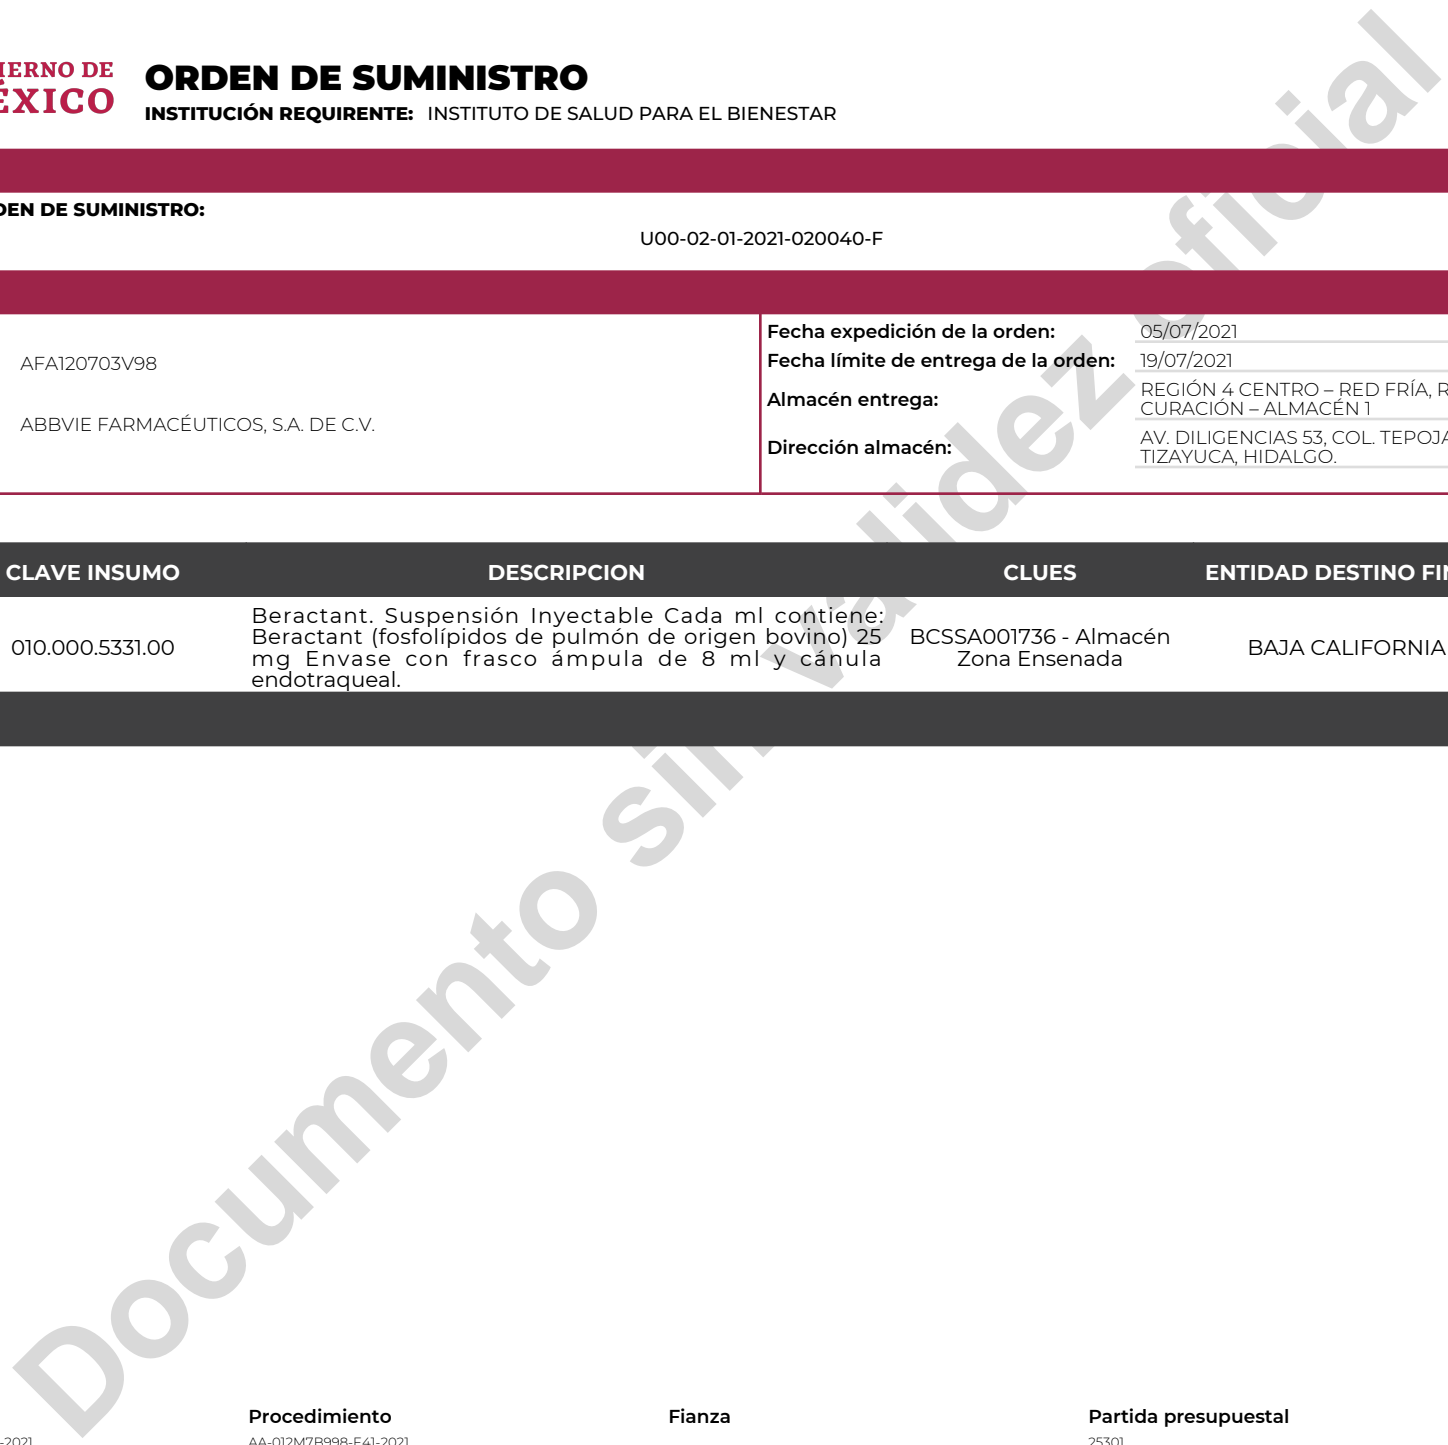 IERNO DE
ÉXICO
ORDEN DE SUMINISTRO
INSTITUCIÓN REQUIRENTE: INSTITUTO DE SALUD PARA EL BIENESTAR
DEN DE SUMINISTRO:
U00-02-01-2021-020040-F
AFA120703V98
ABBVIE FARMACÉUTICOS, S.A. DE C.V.
Fecha expedición de la orden: 05/07/2021
Fecha límite de entrega de la orden: 19/07/2021
Almacén entrega: REGIÓN 4 CENTRO – RED FRÍA, R
CURACIÓN – ALMACÉN 1
Dirección almacén: AV. DILIGENCIAS 53, COL. TEPOJA
TIZAYUCA, HIDALGO.
CLAVE INSUMO DESCRIPCION CLUES ENTIDAD DESTINO FIN
010.000.5331.00
Beractant. Suspensión Inyectable Cada ml contiene:
Beractant (fosfolípidos de pulmón de origen bovino) 25
mg Envase con frasco ámpula de 8 ml y cánula
endotraqueal.
BCSSA001736 - Almacén
Zona Ensenada
BAJA CALIFORNIA
Documento sin validez oficial
Procedimiento Fianza Partida presupuestal
-2021 AA-012M7B998-E41-2021 25301